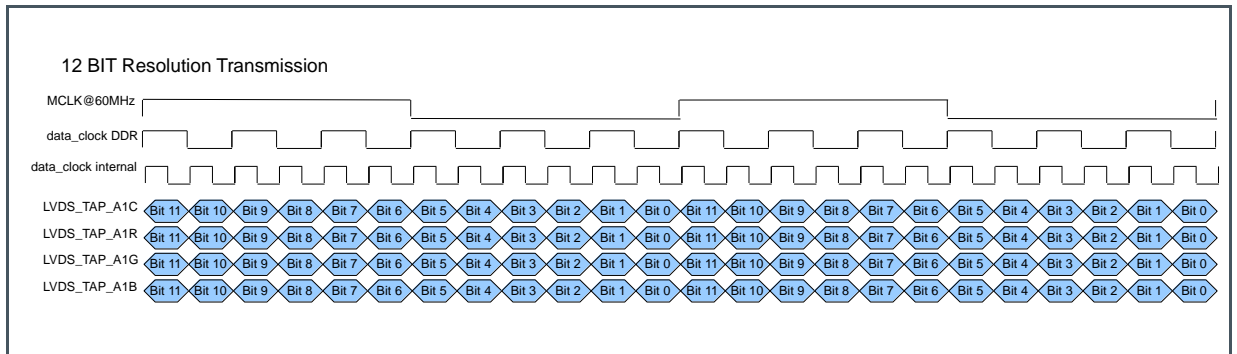 12 BIT Resolution Transmission
MCLK@60MHz
data_clock DDR
data_clock internal
LVDS_TAP_A1C Bit 11 Bit 10 Bit 9 Bit 8 Bit 7 Bit 6 Bit 5 Bit 4 Bit 3 Bit 2 Bit 1 Bit 0 Bit 11 Bit 10 Bit 9 Bit 8 Bit 7 Bit 6 Bit 5 Bit 4 Bit 3 Bit 2 Bit 1 Bit 0
LVDS_TAP_A1R Bit 11 Bit 10 Bit 9 Bit 8 Bit 7 Bit 6 Bit 5 Bit 4 Bit 3 Bit 2 Bit 1 Bit 0 Bit 11 Bit 10 Bit 9 Bit 8 Bit 7 Bit 6 Bit 5 Bit 4 Bit 3 Bit 2 Bit 1 Bit 0
LVDS_TAP_A1G Bit 11 Bit 10 Bit 9 Bit 8 Bit 7 Bit 6 Bit 5 Bit 4 Bit 3 Bit 2 Bit 1 Bit 0 Bit 11 Bit 10 Bit 9 Bit 8 Bit 7 Bit 6 Bit 5 Bit 4 Bit 3 Bit 2 Bit 1 Bit 0
LVDS_TAP_A1B Bit 11 Bit 10 Bit 9 Bit 8 Bit 7 Bit 6 Bit 5 Bit 4 Bit 3 Bit 2 Bit 1 Bit 0 Bit 11 Bit 10 Bit 9 Bit 8 Bit 7 Bit 6 Bit 5 Bit 4 Bit 3 Bit 2 Bit 1 Bit 0